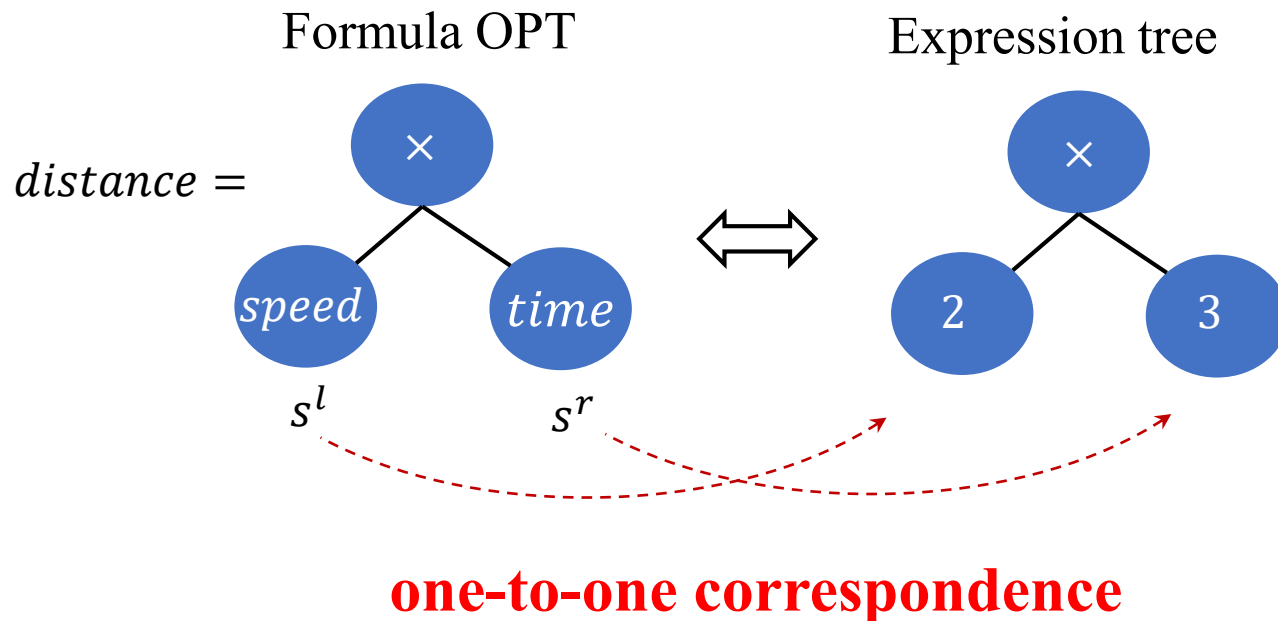 Formula OPT
Expression tree
×
×
distance =
speed
time
2
3
s^l
s^r
one-to-one correspondence